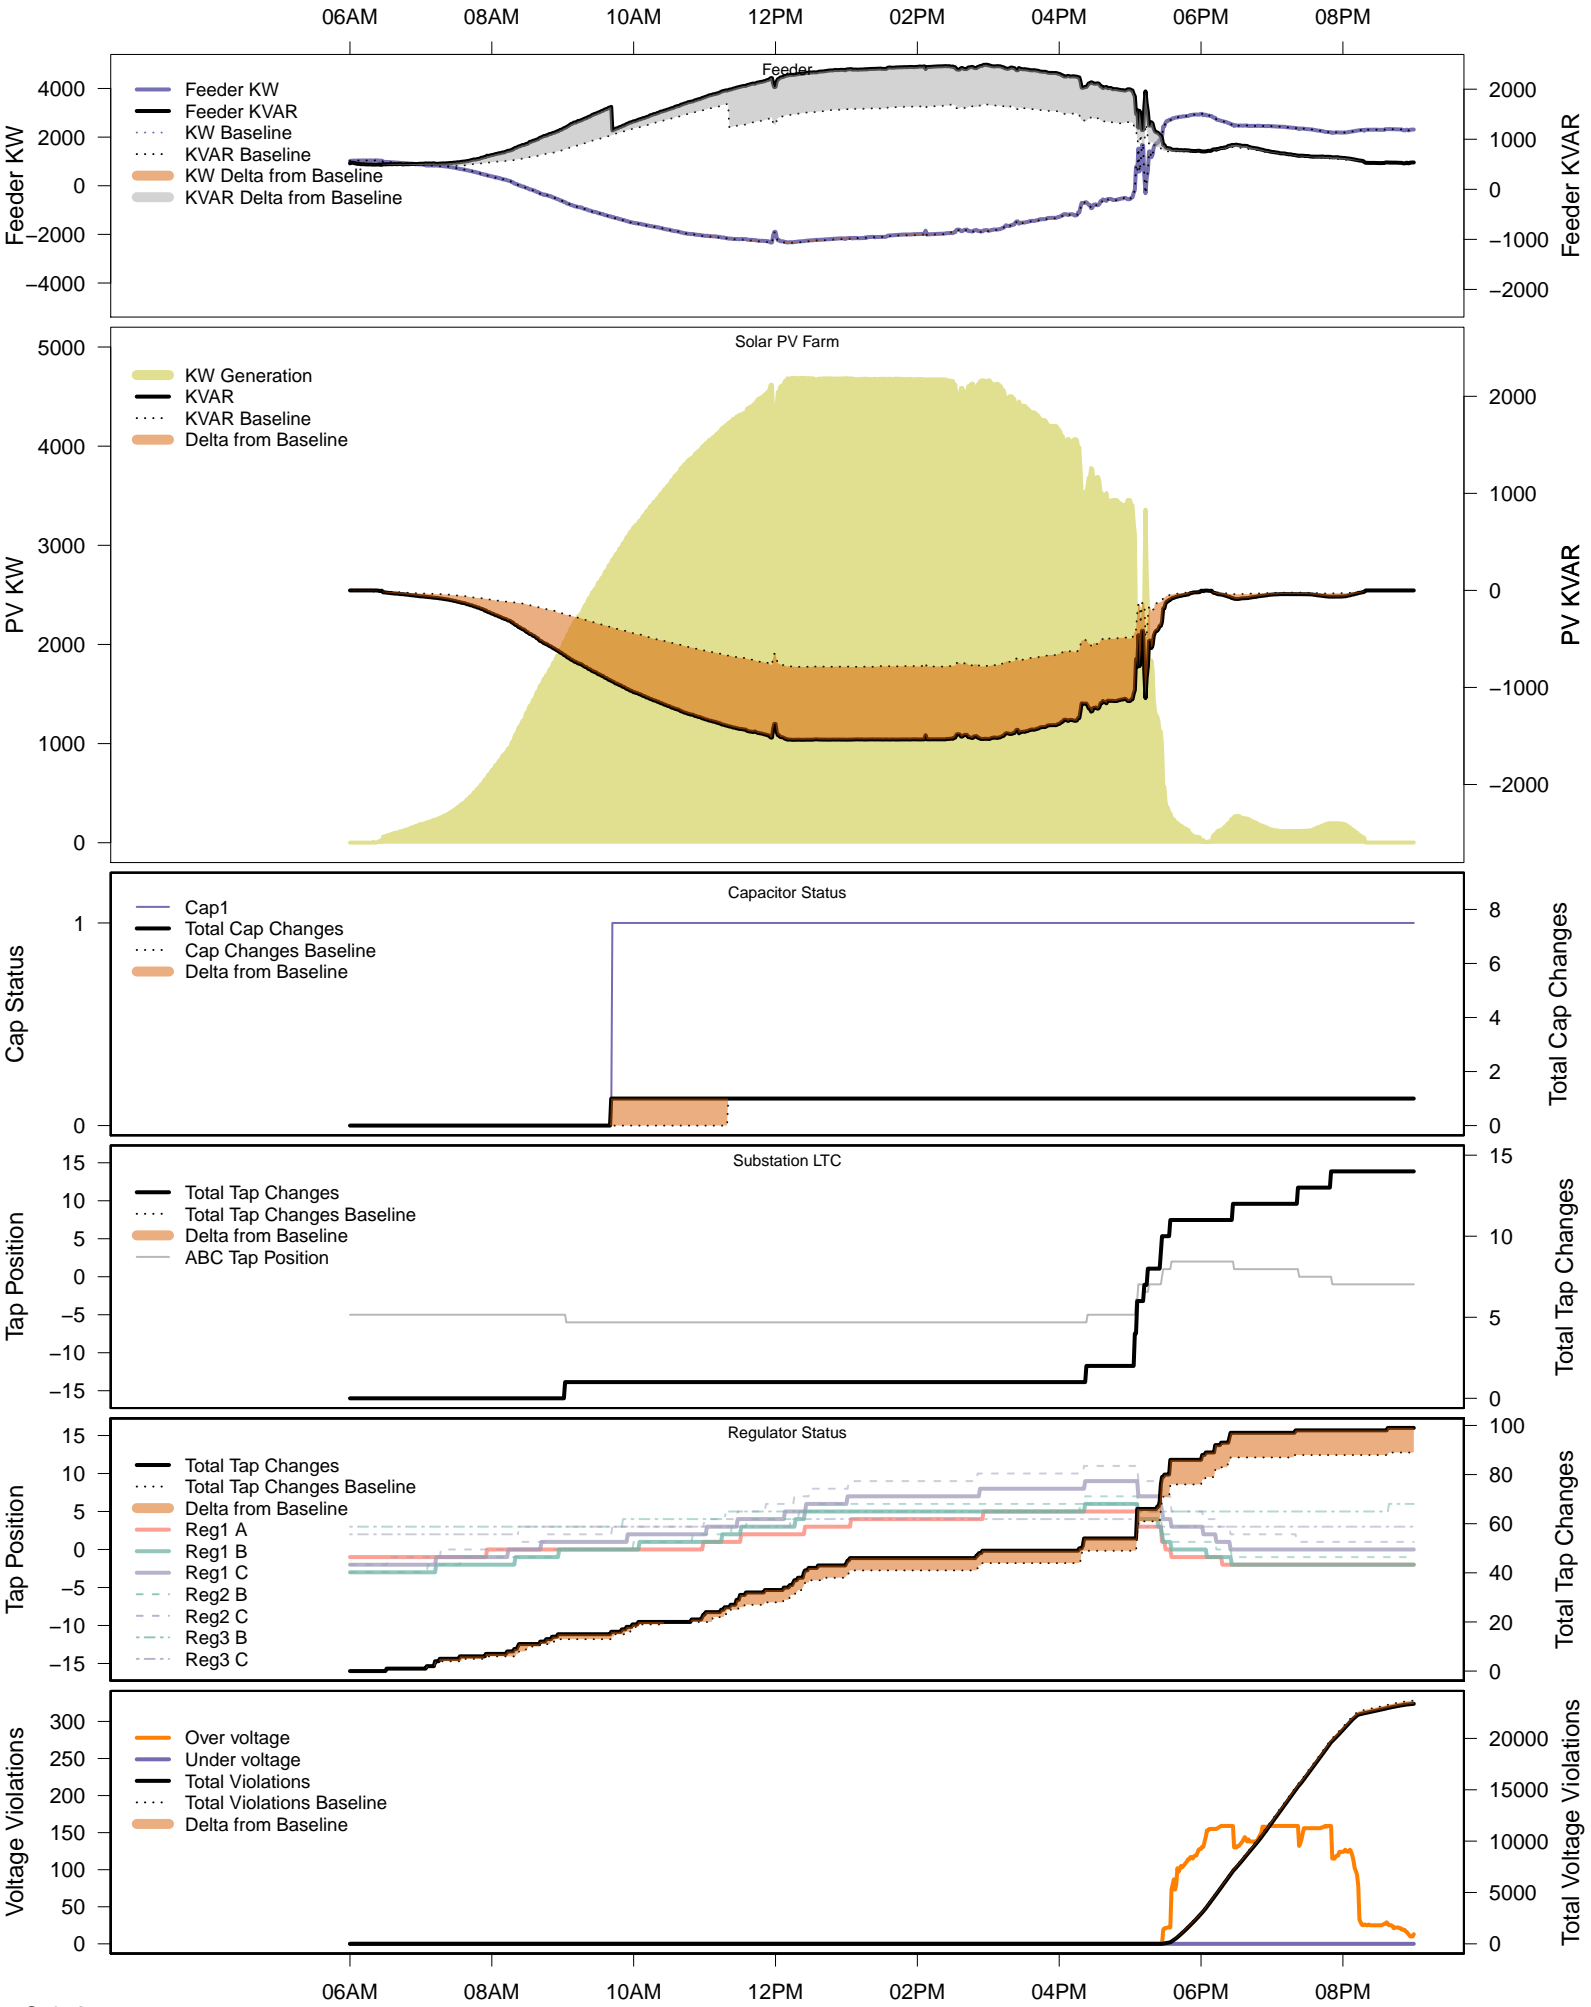 06AM 08AM 10AM 12PM 02PM 04PM 06PM 08PM
Feeder
Feeder KW
Feeder KVAR
KW Baseline
KVAR Baseline
KW Delta from Baseline
KVAR Delta from Baseline
4000
2000
0
−2000
−4000
Feeder KW
2000
1000
0
−1000
−2000
Feeder KVAR
Solar PV Farm
KW Generation
KVAR
KVAR Baseline
Delta from Baseline
5000
4000
3000
2000
1000
0
PV KW
2000
1000
0
−1000
−2000
PV KVAR
Capacitor Status
Cap1
Total Cap Changes
Cap Changes Baseline
Delta from Baseline
1
0
Cap Status
8
6
4
2
0
Total Cap Changes
Substation LTC
Total Tap Changes
Total Tap Changes Baseline
Delta from Baseline
ABC Tap Position
15
10
5
0
−5
−10
−15
Tap Position
15
10
5
0
Total Tap Changes
Regulator Status
Total Tap Changes
Total Tap Changes Baseline
Delta from Baseline
Reg1 A
Reg1 B
Reg1 C
Reg2 B
Reg2 C
Reg3 B
Reg3 C
15
10
5
0
−5
−10
−15
Tap Position
100
80
60
40
20
0
Total Tap Changes
Over voltage
Under voltage
Total Violations
Total Violations Baseline
Delta from Baseline
300
250
200
150
100
50
0
Voltage Violations
20000
15000
10000
5000
0
Total Voltage Violations
06AM 08AM 10AM 12PM 02PM 04PM 06PM 08PM